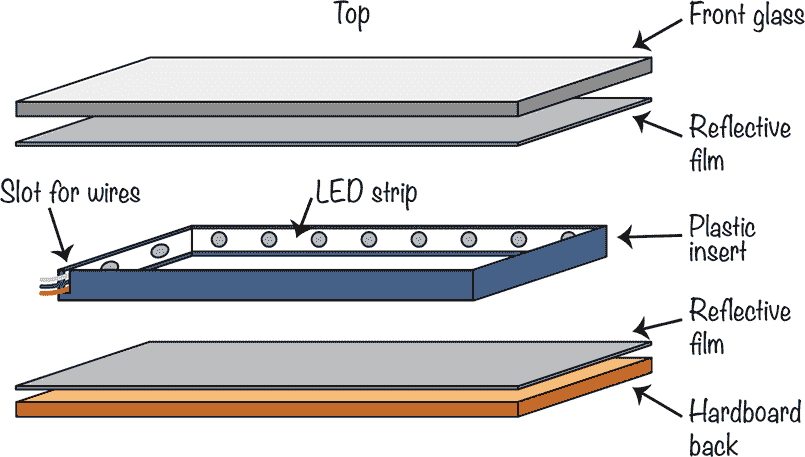 Top
Front glass
Reflective
film
Slot for wires
LED strip
Plastic
insert
Reflective
film
Hardboard
back